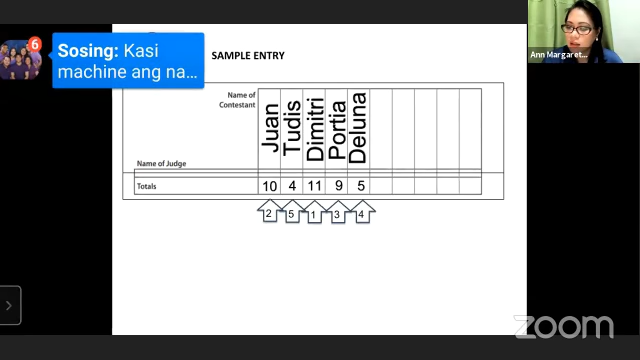 6
Sosing: Kasi
machine ang na...
SAMPLE ENTRY
Ann Margaret...
Name of
Contestant
Juan
Tudis
Dimitri
Portia
Deluna
Name of Judge
Totals 10 4 11 9 5
2 5 1 3 4
zoom